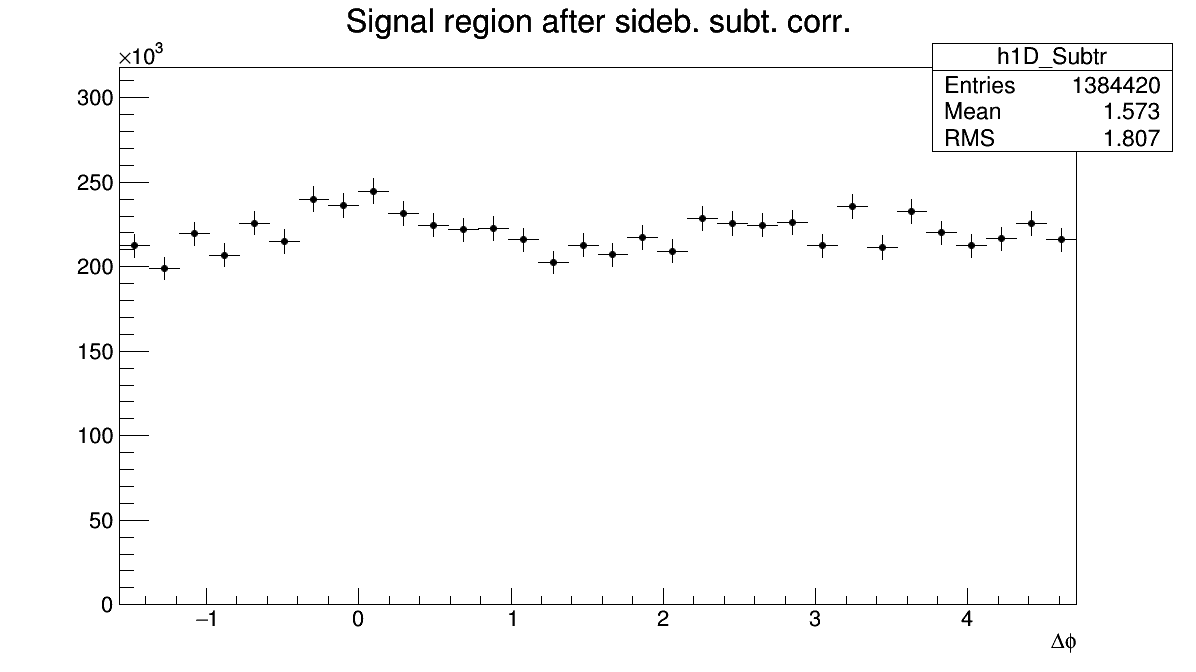 Signal region after sideb. subt. corr.
×10³
h1D_Subtr
Entries 1384420
Mean 1.573
RMS 1.807
300
250
200
150
100
50
0
−1 0 1 2 3 4
Δϕ